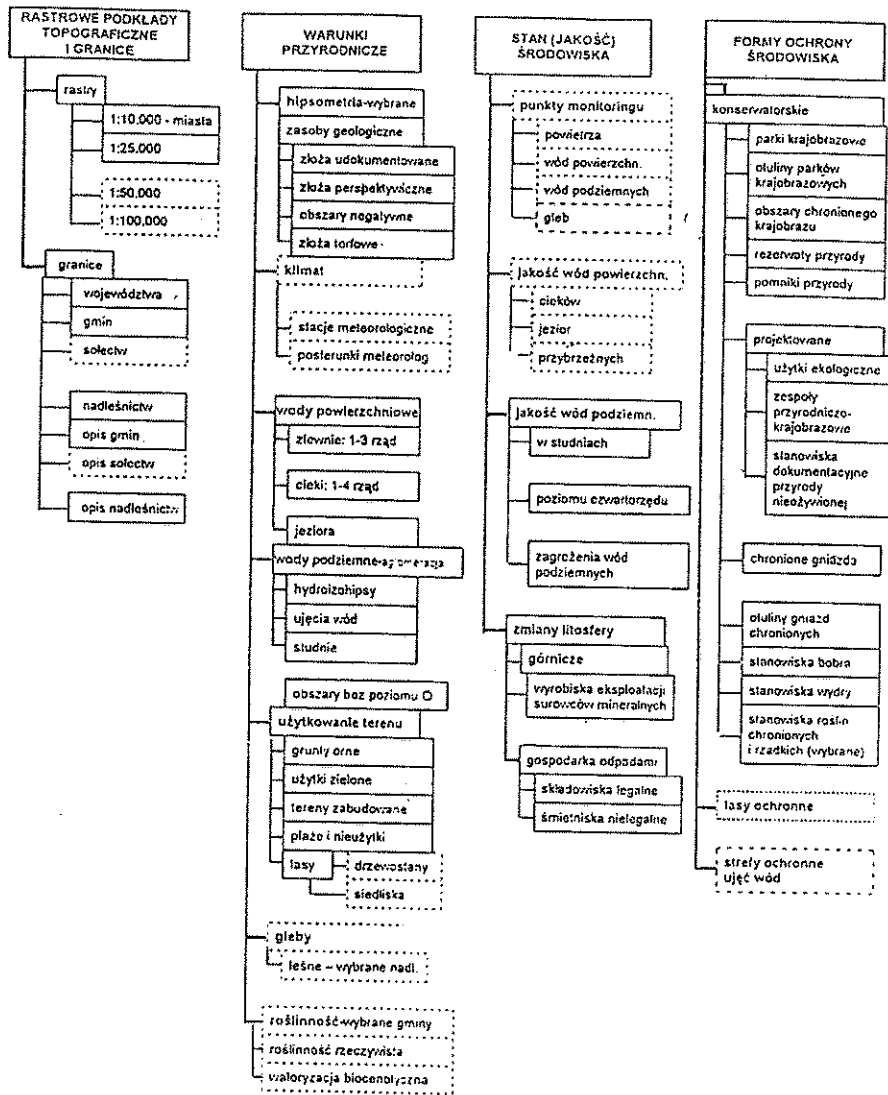 RASTROWE PODKŁADY
TOPOGRAFICZNE
I GRANICE
rastry
1:10,000 - miasta
1:25.000
1:50,000
1:100,000
granice
województwa
gmin
sołectw
nadleśnictw
opis gmin
opis sołectw
opis nadleśnictw
WARUNKI
PRZYRODNICZE
hipsometria-wybrane
zasoby geologiczne
złoża udokumentowane
złoża perspektywiczne
obszary negatywne
złoża torfowe
klimat
stacje meteorologiczne
posterunki meteorolog
wody powierzchniowe
zlewnie: 1-3 rząd
cieki: 1-4 rząd
jeziora
wody podziemne-aglomeracja
hydroizohipsy
ujęcia wód
studnie
obszary bez poziomu O
użytkowanie terenu
grunty orne
użytki zielone
tereny zabudowane
plaże i nieużytki
lasy
drzewostany
siedliska
gleby
leśne – wybrane nadl.
roślinność-wybrane gminy
roślinność rzeczywista
waloryzacja biocenotyczna
STAN (JAKOŚĆ)
ŚRODOWISKA
punkty monitoringu
powietrza
wód powierzchn.
wód podziemnych
gleb
jakość wód powierzchn.
cieków
jezior
przybrzeżnych
jakość wód podziemn.
w studniach
poziomu czwartorzędu
zagrożenia wód
podziemnych
zmiany litosfery
górnicze
wyrobiska eksploatacji
surowców mineralnych
gospodarka odpadami
składowiska legalne
śmietniska nielegalne
FORMY OCHRONY
ŚRODOWISKA
konserwatorskie
parki krajobrazowe
otuliny parków
krajobrazowych
obszary chronionego
krajobrazu
rezerwaty przyrody
pomniki przyrody
projektowane
użytki ekologiczne
zespoły
przyrodniczo-
krajobrazowe
stanowiska
dokumentacyjne
przyrody
nieożywionej
chronione gniazda
otuliny gniazd
chronionych
stanowiska bobra
stanowiska wydry
stanowiska roślin
chronionych
i rzadkich (wybrane)
lasy ochronne
strefy ochronne
ujęć wód